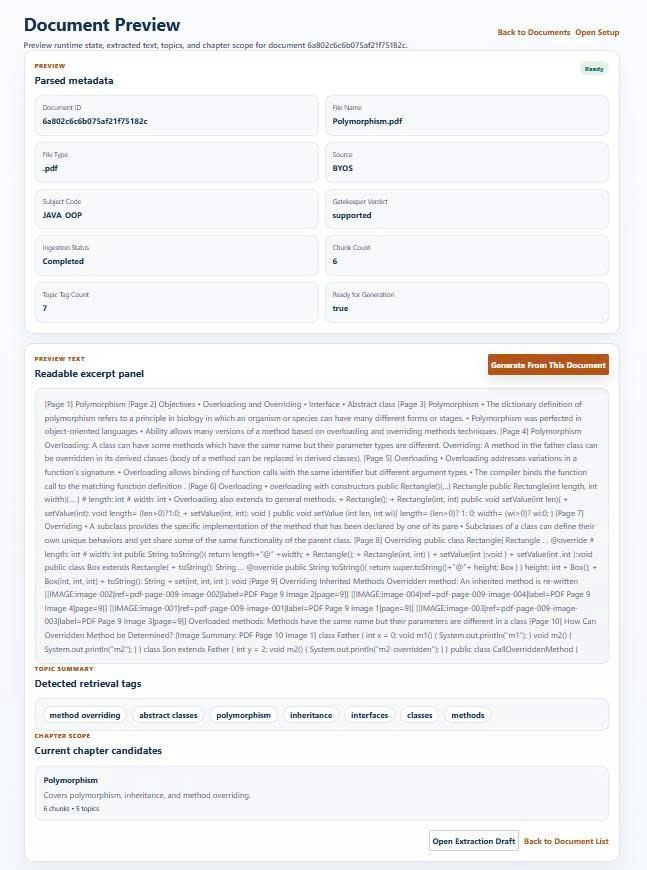 Document Preview
Back to Documents Open Setup
Preview runtime state, extracted text, topics, and chapter scope for document 6a802c6c6b075af21f75182c.
PREVIEW
Ready
Parsed metadata
Document ID
6a802c6c6b075af21f75182c
File Name
Polymorphism.pdf
File Type
.pdf
Source
BYOS
Subject Code
JAVA_OOP
Gatekeeper Verdict
supported
Ingestion Status
Completed
Chunk Count
6
Topic Tag Count
7
Ready for Generation
true
PREVIEW TEXT
Readable excerpt panel
Generate From This Document
[Page 1] Polymorphism [Page 2] Objectives • Overloading and Overriding • Interface • Abstract class [Page 3] Polymorphism • The dictionary definition of
polymorphism refers to a principle in biology in which an organism or species can have many different forms or stages. • Polymorphism was perfected in
object-oriented languages • Ability allows many versions of a method based on overloading and overriding methods techniques. [Page 4] Polymorphism
Overloading: A class can have some methods which have the same name but their parameter types are different. Overriding: A method in the father class can
be overridden in its derived classes (body of a method can be replaced in derived classes). [Page 5] Overloading • Overloading addresses variations in a
function's signature. • Overloading allows binding of function calls with the same identifier but different argument types • The compiler binds the function
call to the matching function definition . [Page 6] Overloading • overloading with constructors public Rectangle(){...} Rectangle public Rectangle(int length, int
width){... } # length: int # width: int • Overloading also extends to general methods. + Rectangle(); + Rectangle(int, int) public void setValue(int len){ +
setValue(int): void length= (len>0)?1:0; + setValue(int, int): void } public void setValue (int len, int wi){ length= (len>0)? 1: 0; width= (wi>0)? wi:0; } [Page 7]
Overriding • A subclass provides the specific implementation of the method that has been declared by one of its pare • Subclasses of a class can define their
own unique behaviors and yet share some of the same functionality of the parent class. [Page 8] Overriding public class Rectangle{ Rectangle ... @override #
length: int # width: int public String toString(){ return length+"@" +width; + Rectangle(); + Rectangle(int, int) } + setValue(int ):void } + setValue(int ,int ):void
public class Box extends Rectangle{ + toString(): String ... @override public String toString(){ return super.toString()+"@"+ height; Box } } height: int + Box(); +
Box(int, int, int) + toString(): String + set(int, int, int ): void [Page 9] Overriding Inherited Methods Overridden method: An inherited method is re-written
[[IMAGE:image-002|ref=pdf-page-009-image-002|label=PDF Page 9 Image 2|page=9]] [[IMAGE:image-004|ref=pdf-page-009-image-004|label=PDF Page 9
Image 4|page=9]] [[IMAGE:image-001|ref=pdf-page-009-image-001|label=PDF Page 9 Image 1|page=9]] [[IMAGE:image-003|ref=pdf-page-009-image-
003|label=PDF Page 9 Image 3|page=9]] Overloaded methods: Methods have the same name but their parameters are different in a class [Page 10] How Can
Overridden Method be Determined? [Image Summary: PDF Page 10 Image 1] class Father { int x = 0; void m1() { System.out.println("m1"); } void m2() {
System.out.println("m2"); } } class Son extends Father { int y = 2; void m2() { System.out.println("m2-overridden"); } } public class CallOverriddenMethod {
TOPIC SUMMARY
Detected retrieval tags
method overriding abstract classes polymorphism inheritance interfaces classes methods
CHAPTER SCOPE
Current chapter candidates
Polymorphism
Covers polymorphism, inheritance, and method overriding.
6 chunks • 5 topics
Open Extraction Draft Back to Document List